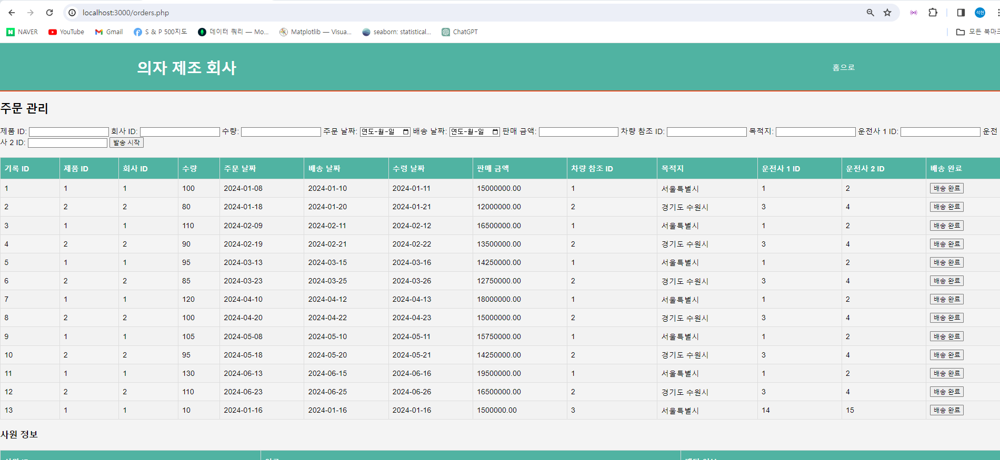 localhost:3000/orders.php
석현
NAVER YouTube Gmail S & P 500지도 데이터 쿼리 — Mo... Matplotlib — Visua... seaborn: statistical... ChatGPT 모든 북마크
의자 제조 회사 홈으로
주문 관리
제품 ID: 회사 ID: 수량: 주문 날짜: 연도-월-일 배송 날짜: 연도-월-일 판매 금액: 차량 참조 ID: 목적지: 운전사 1 ID: 운전
사 2 ID: 발송 시작
기록 ID 제품 ID 회사 ID 수량 주문 날짜 배송 날짜 수령 날짜 판매 금액 차량 참조 ID 목적지 운전사 1 ID 운전사 2 ID 배송 완료
1 1 1 100 2024-01-08 2024-01-10 2024-01-11 15000000.00 1 서울특별시 1 2 배송 완료
2 2 2 80 2024-01-18 2024-01-20 2024-01-21 12000000.00 2 경기도 수원시 3 4 배송 완료
3 1 1 110 2024-02-09 2024-02-11 2024-02-12 16500000.00 1 서울특별시 1 2 배송 완료
4 2 2 90 2024-02-19 2024-02-21 2024-02-22 13500000.00 2 경기도 수원시 3 4 배송 완료
5 1 1 95 2024-03-13 2024-03-15 2024-03-16 14250000.00 1 서울특별시 1 2 배송 완료
6 2 2 85 2024-03-23 2024-03-25 2024-03-26 12750000.00 2 경기도 수원시 3 4 배송 완료
7 1 1 120 2024-04-10 2024-04-12 2024-04-13 18000000.00 1 서울특별시 1 2 배송 완료
8 2 2 100 2024-04-20 2024-04-22 2024-04-23 15000000.00 2 경기도 수원시 3 4 배송 완료
9 1 1 105 2024-05-08 2024-05-10 2024-05-11 15750000.00 1 서울특별시 1 2 배송 완료
10 2 2 95 2024-05-18 2024-05-20 2024-05-21 14250000.00 2 경기도 수원시 3 4 배송 완료
11 1 1 130 2024-06-13 2024-06-15 2024-06-16 19500000.00 1 서울특별시 1 2 배송 완료
12 2 2 110 2024-06-23 2024-06-25 2024-06-26 16500000.00 2 경기도 수원시 3 4 배송 완료
13 1 1 10 2024-01-16 2024-01-16 2024-01-16 1500000.00 3 서울특별시 14 15 배송 완료
사원 정보